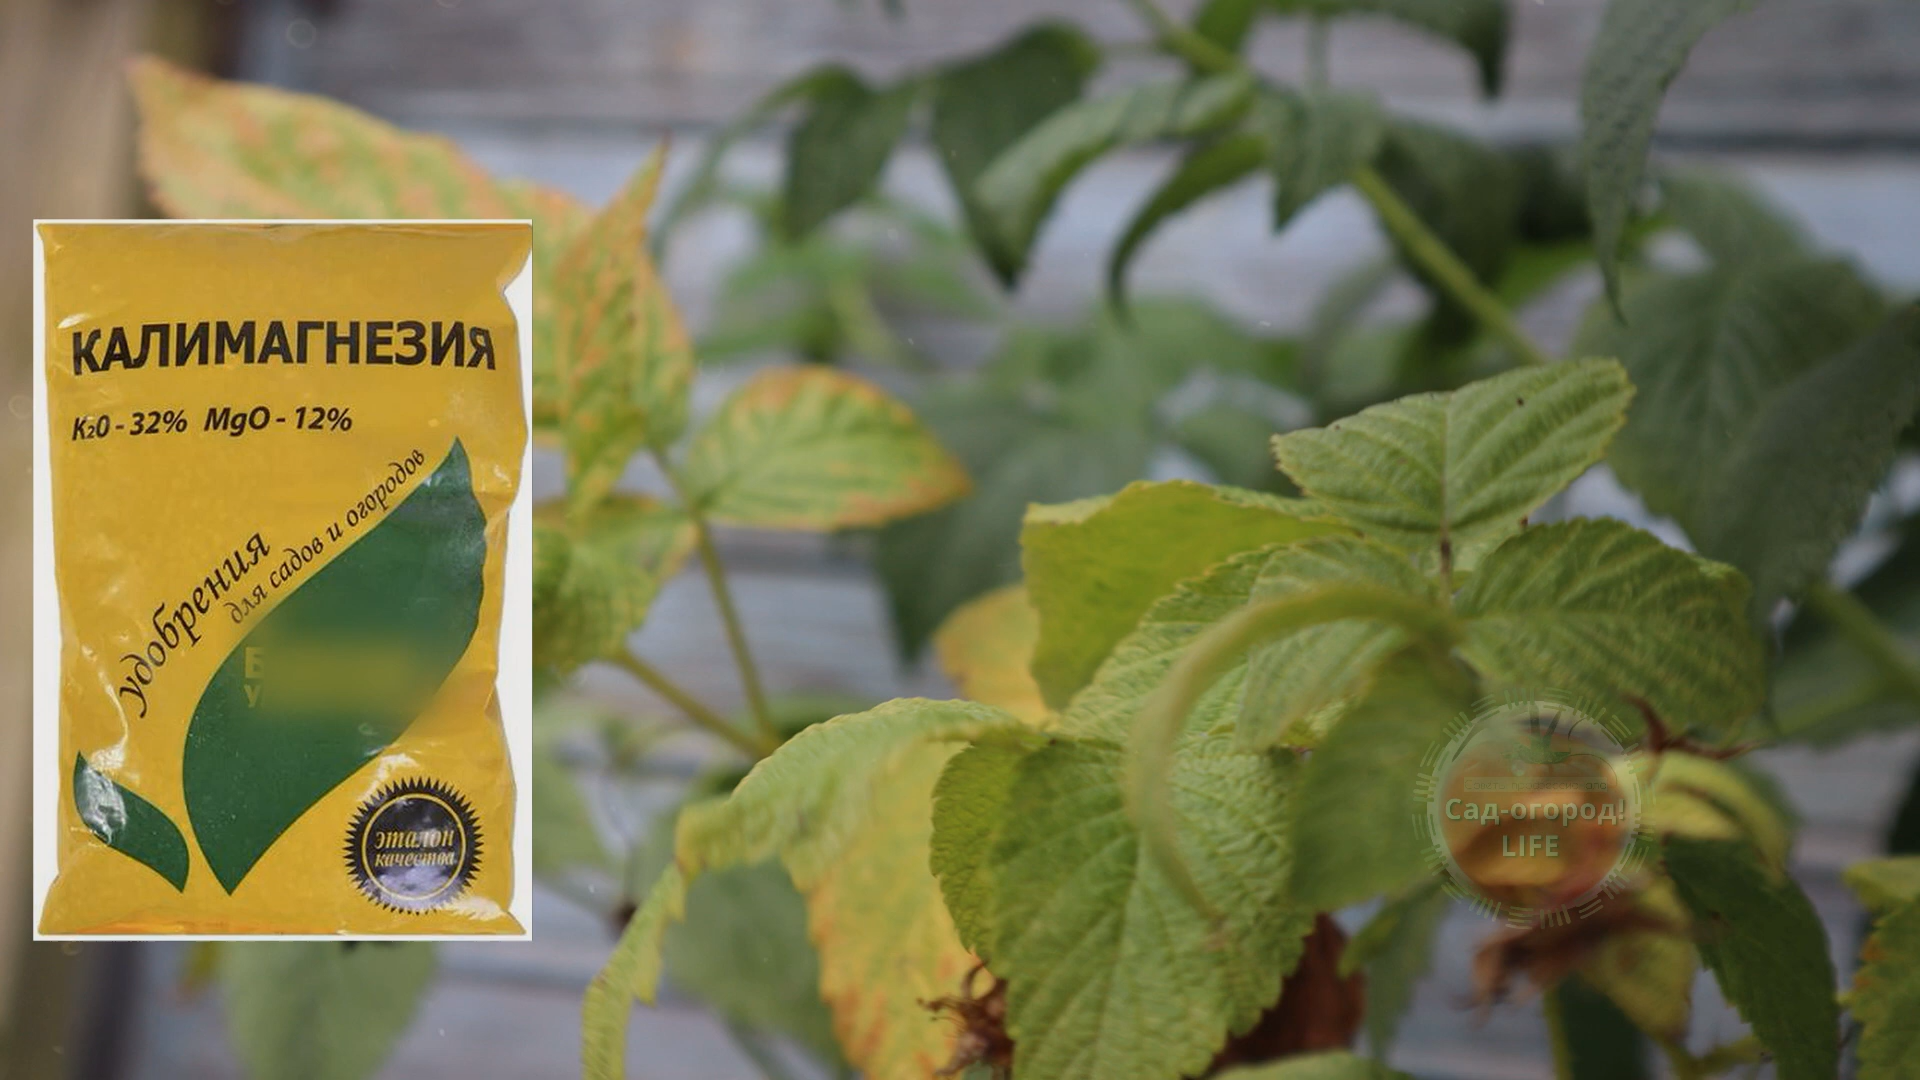 КАЛИМАГНЕЗИЯ
K₂O - 32% MgO - 12%
удобрения
для садов и огородов
эталон
качества
Сад-огород!
LIFE